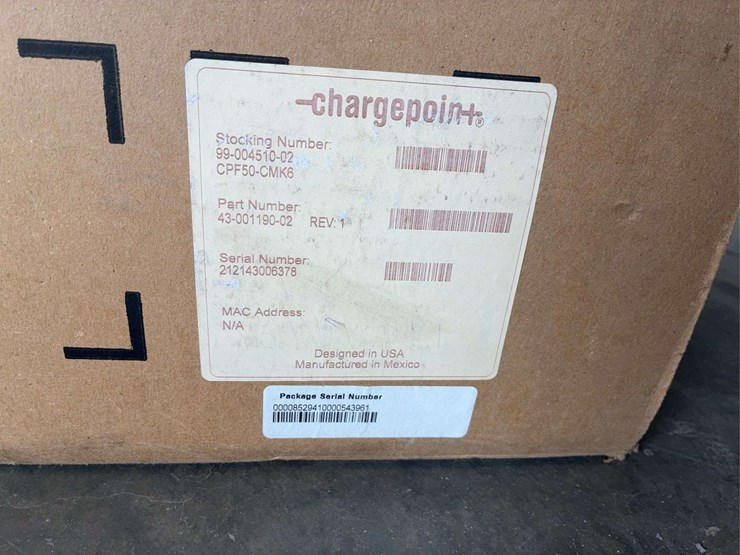 -chargepoin+®
Stocking Number:
99-004510-02
CPF50-CMK6
Part Number:
43-001190-02 REV: 1
Serial Number:
212143006378
MAC Address:
N/A
Designed in USA
Manufactured in Mexico
Package Serial Number
00008529410000543961